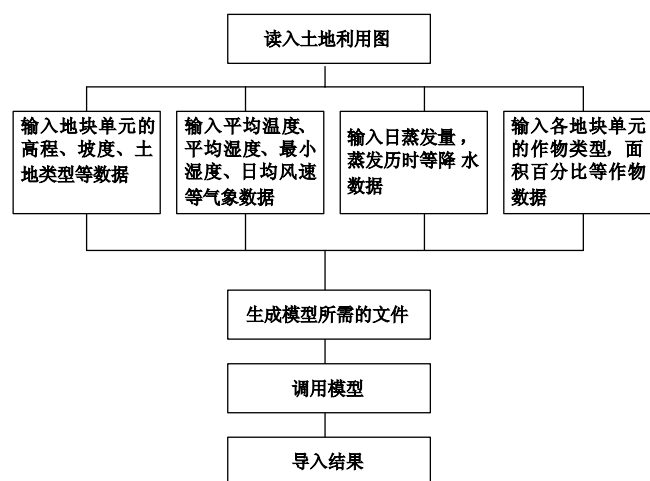 读入土地利用图
输入地块单元的
高程、坡度、土
地类型等数据
输入平均温度、
平均湿度、最小
湿度、日均风速
等气象数据
输入日蒸发量，
蒸发历时等降 水
数据
输入各地块单元
的作物类型，面
积百分比等作物
数据
生成模型所需的文件
调用模型
导入结果